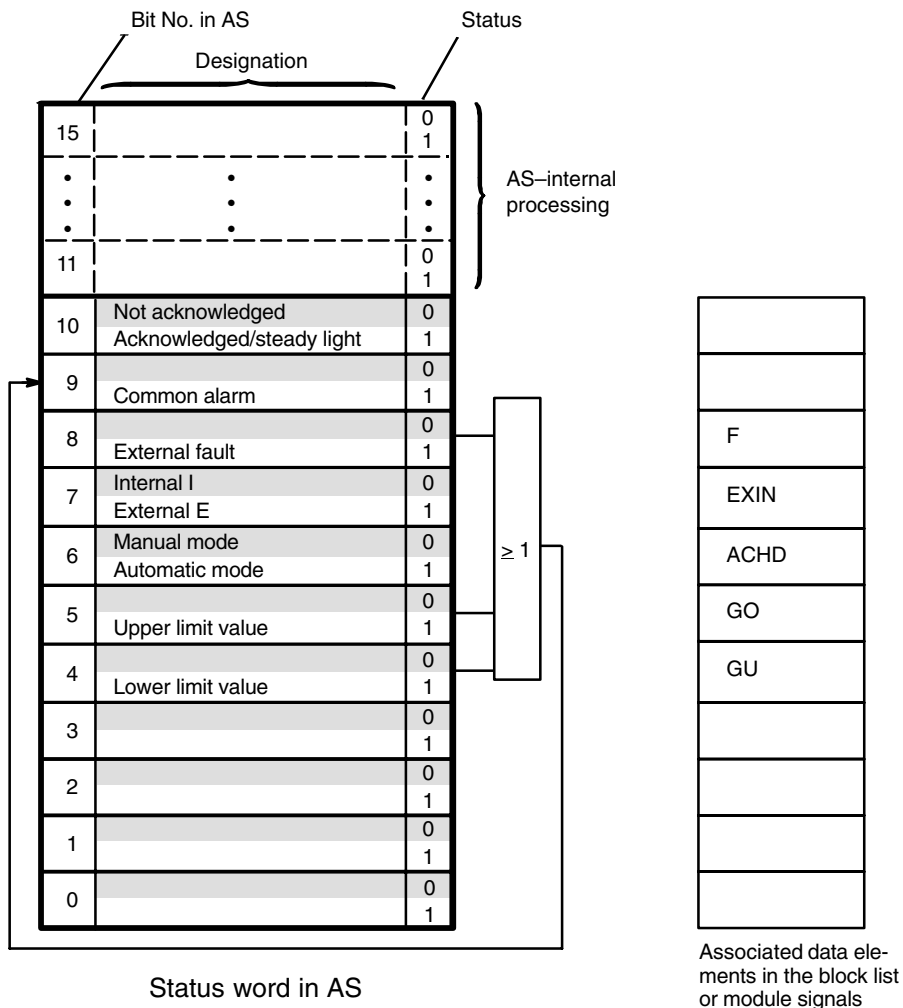 Bit No. in AS
Status
Designation
15
0
1
AS–internal
processing
11
0
1
10
Not acknowledged
0
Acknowledged/steady light
1
9
0
Common alarm
1
8
0
External fault
1
7
Internal I
0
External E
1
6
Manual mode
0
Automatic mode
1
5
0
Upper limit value
1
4
0
Lower limit value
1
3
0
1
2
0
1
1
0
1
0
0
1
≥ 1
F
EXIN
ACHD
GO
GU
Status word in AS
Associated data ele-
ments in the block list
or module signals